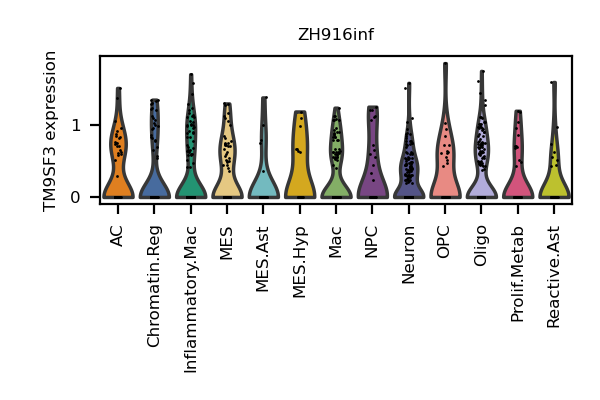 ZH916inf
TM9SF3 expression
1
0
AC
Chromatin.Reg
Inflammatory.Mac
MES
MES.Ast
MES.Hyp
Mac
NPC
Neuron
OPC
Oligo
Prolif.Metab
Reactive.Ast